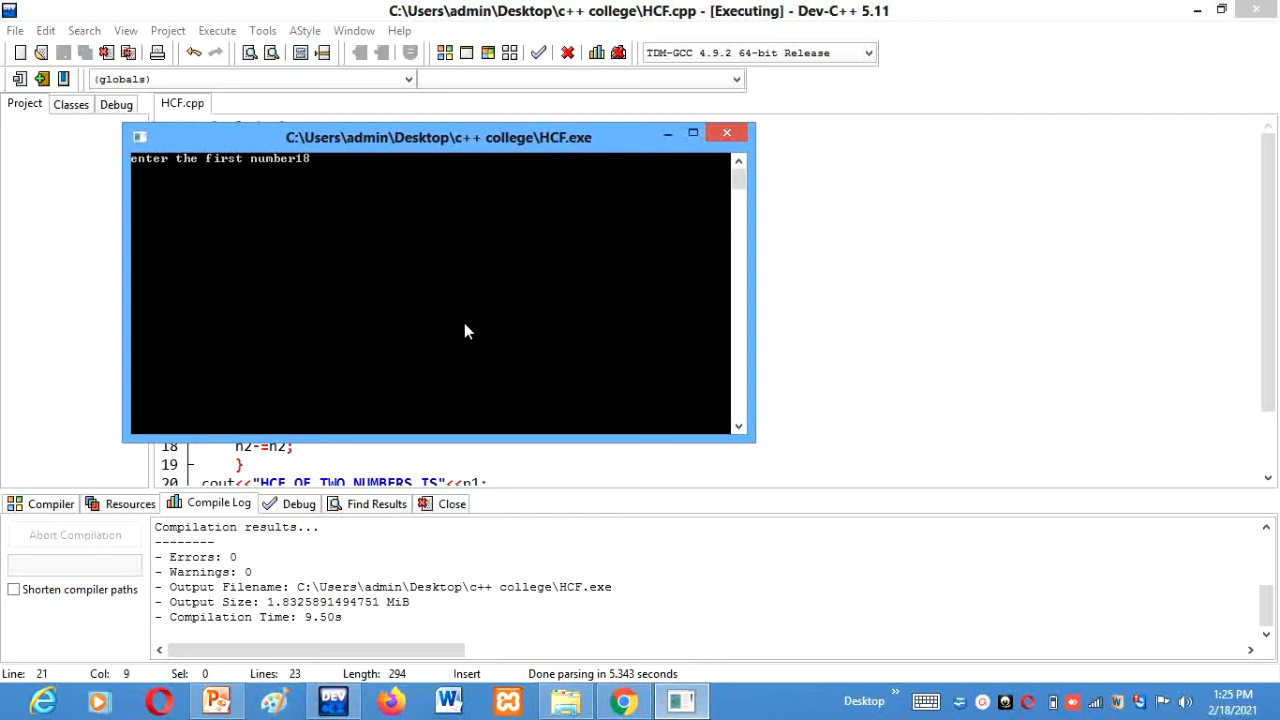 C:\Users\admin\Desktop\c++ college\HCF.cpp - [Executing] - Dev-C++ 5.11
File Edit Search View Project Execute Tools AStyle Window Help
TDM-GCC 4.9.2 64-bit Release
(globals)
Project Classes Debug HCF.cpp
C:\Users\admin\Desktop\c++ college\HCF.exe
enter the first number18
18 n2-=n2;
19 }
20 cout<<"HCF OF TWO NUMBERS IS"<<n1;
Compiler Resources Compile Log Debug Find Results Close
Abort Compilation
Shorten compiler paths
Compilation results...
--------
- Errors: 0
- Warnings: 0
- Output Filename: C:\Users\admin\Desktop\c++ college\HCF.exe
- Output Size: 1.8325891494751 MiB
- Compilation Time: 9.50s
Line: 21 Col: 9 Sel: 0 Lines: 23 Length: 294 Insert Done parsing in 5.343 seconds
DEV
Desktop
1:25 PM
2/18/2021